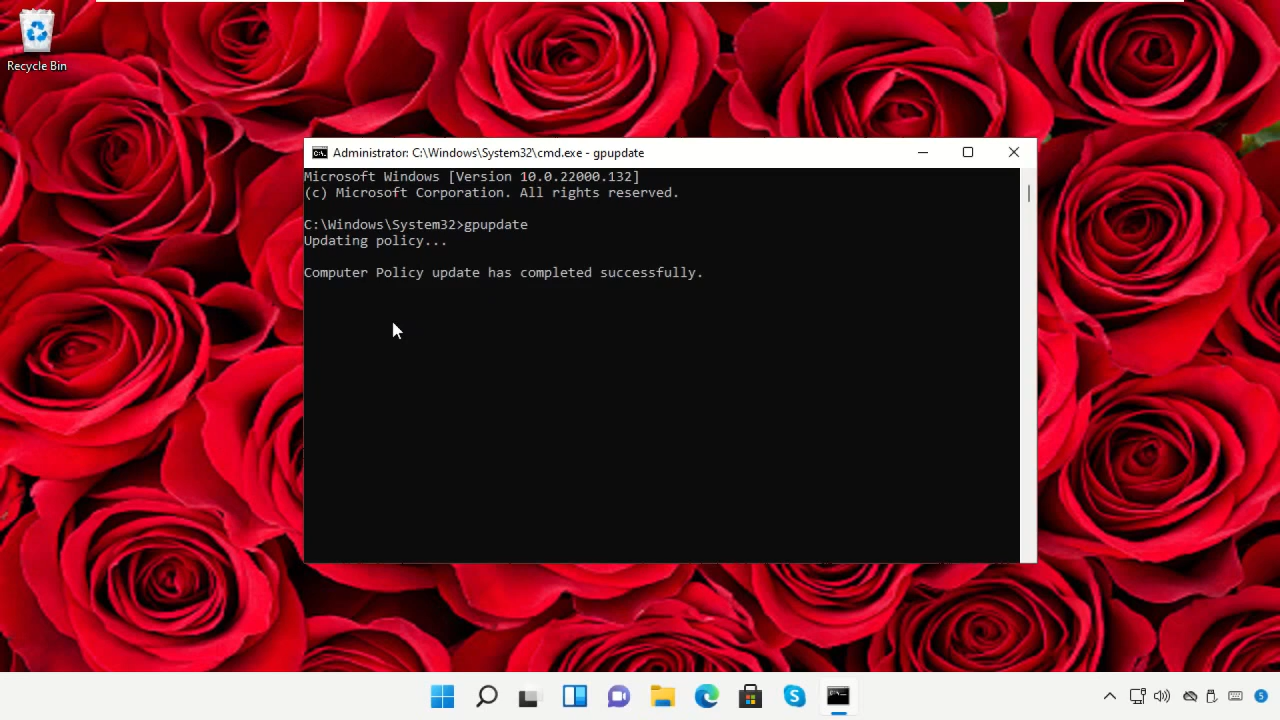 Recycle Bin
Administrator: C:\Windows\System32\cmd.exe - gpupdate
Microsoft Windows [Version 10.0.22000.132]
(c) Microsoft Corporation. All rights reserved.
C:\Windows\System32>gpupdate
Updating policy...
Computer Policy update has completed successfully.
5